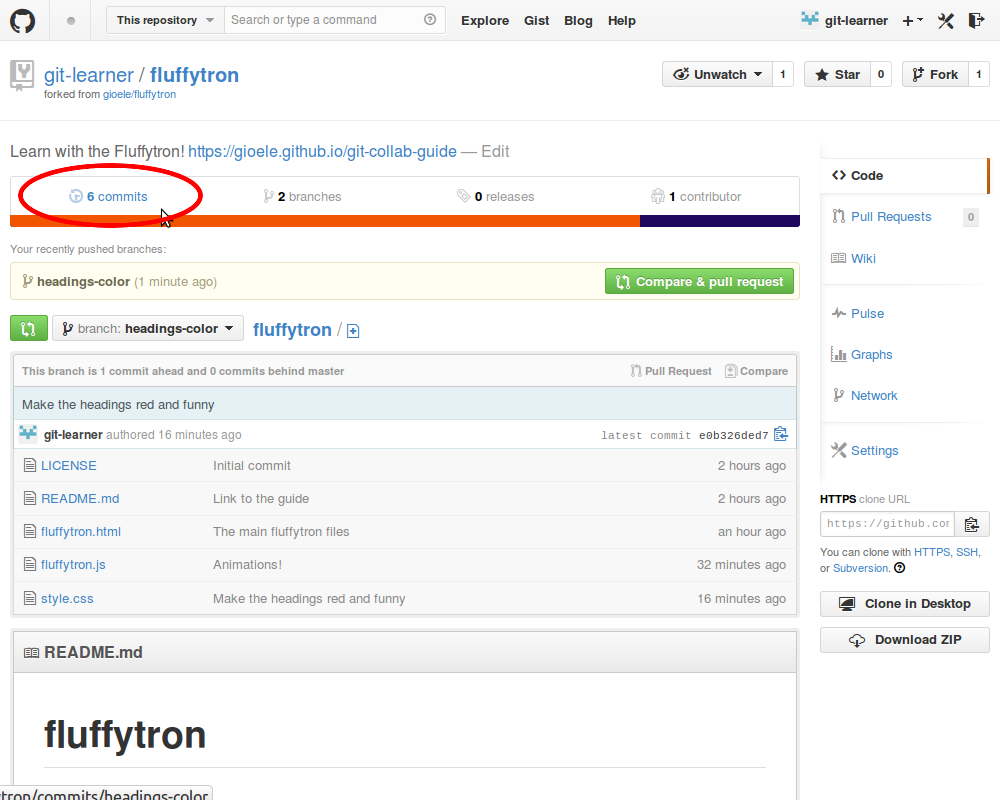 This repository Search or type a command Explore Gist Blog Help git-learner
git-learner / fluffytron
forked from gioele/fluffytron
Unwatch 1 Star 0 Fork 1
Learn with the Fluffytron! https://gioele.github.io/git-collab-guide — Edit
6 commits 2 branches 0 releases 1 contributor
Your recently pushed branches:
headings-color (1 minute ago) Compare & pull request
branch: headings-color fluffytron /
This branch is 1 commit ahead and 0 commits behind master Pull Request Compare
Make the headings red and funny
git-learner authored 16 minutes ago latest commit e0b326ded7
LICENSE Initial commit 2 hours ago
README.md Link to the guide 2 hours ago
fluffytron.html The main fluffytron files an hour ago
fluffytron.js Animations! 32 minutes ago
style.css Make the headings red and funny 16 minutes ago
README.md
fluffytron
Code
Pull Requests 0
Wiki
Pulse
Graphs
Network
Settings
HTTPS clone URL
https://github.con
You can clone with HTTPS, SSH,
or Subversion.
Clone in Desktop
Download ZIP
tron/commits/headings-color